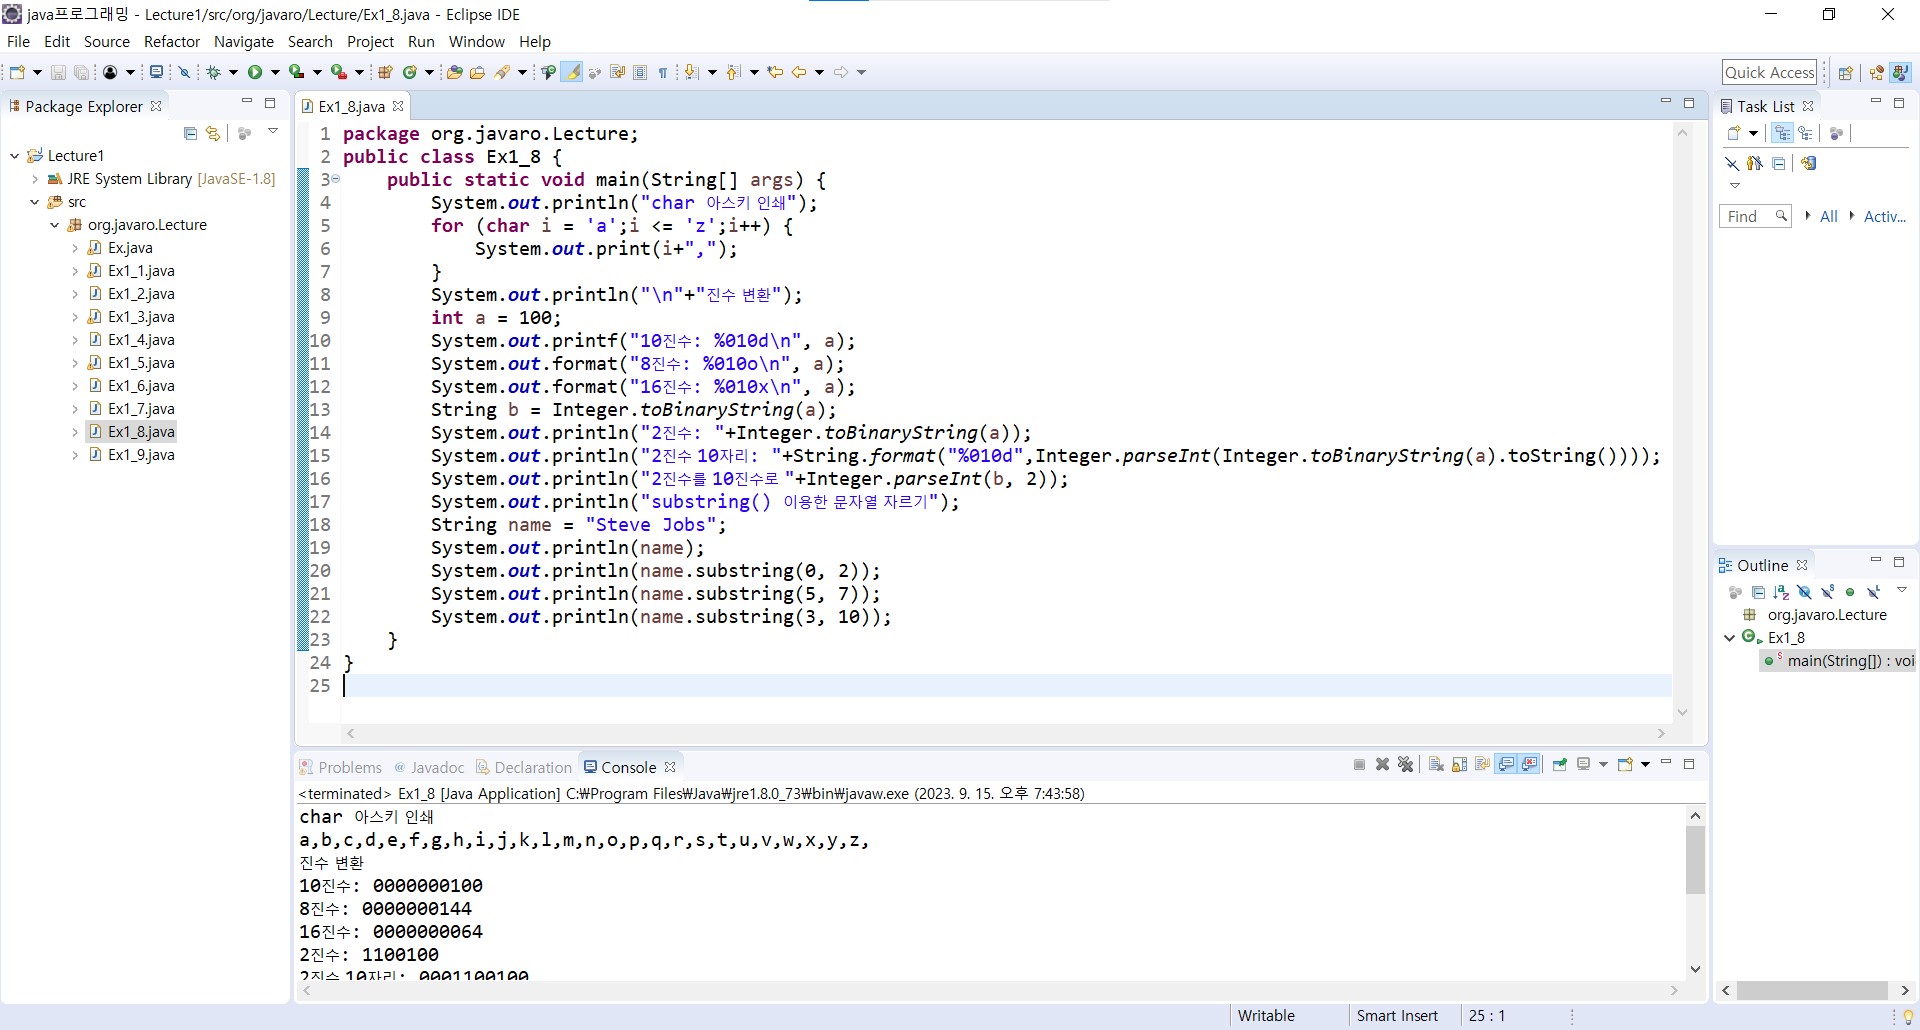 java프로그래밍 - Lecture1/src/org/javaro/Lecture/Ex1_8.java - Eclipse IDE
File Edit Source Refactor Navigate Search Project Run Window Help
Quick Access
Package Explorer
Lecture1
JRE System Library [JavaSE-1.8]
src
org.javaro.Lecture
Ex.java
Ex1_1.java
Ex1_2.java
Ex1_3.java
Ex1_4.java
Ex1_5.java
Ex1_6.java
Ex1_7.java
Ex1_8.java
Ex1_9.java
Ex1_8.java
1 package org.javaro.Lecture;
2 public class Ex1_8 {
3 public static void main(String[] args) {
4 System.out.println("char 아스키 인쇄");
5 for (char i = 'a';i <= 'z';i++) {
6 System.out.print(i+",");
7 }
8 System.out.println("\n"+"진수 변환");
9 int a = 100;
10 System.out.printf("10진수: %010d\n", a);
11 System.out.format("8진수: %010o\n", a);
12 System.out.format("16진수: %010x\n", a);
13 String b = Integer.toBinaryString(a);
14 System.out.println("2진수: "+Integer.toBinaryString(a));
15 System.out.println("2진수 10자리: "+String.format("%010d",Integer.parseInt(Integer.toBinaryString(a).toString())));
16 System.out.println("2진수를 10진수로 "+Integer.parseInt(b, 2));
17 System.out.println("substring() 이용한 문자열 자르기");
18 String name = "Steve Jobs";
19 System.out.println(name);
20 System.out.println(name.substring(0, 2));
21 System.out.println(name.substring(5, 7));
22 System.out.println(name.substring(3, 10));
23 }
24 }
25
Task List
Find All Activ...
Outline
org.javaro.Lecture
Ex1_8
main(String[]) : voi
Problems @ Javadoc Declaration Console
<terminated> Ex1_8 [Java Application] C:₩Program Files₩Java₩jre1.8.0_73₩bin₩javaw.exe (2023. 9. 15. 오후 7:43:58)
char 아스키 인쇄
a,b,c,d,e,f,g,h,i,j,k,l,m,n,o,p,q,r,s,t,u,v,w,x,y,z,
진수 변환
10진수: 0000000100
8진수: 0000000144
16진수: 0000000064
2진수: 1100100
2진수 10자리: 0001100100
Writable Smart Insert 25 : 1